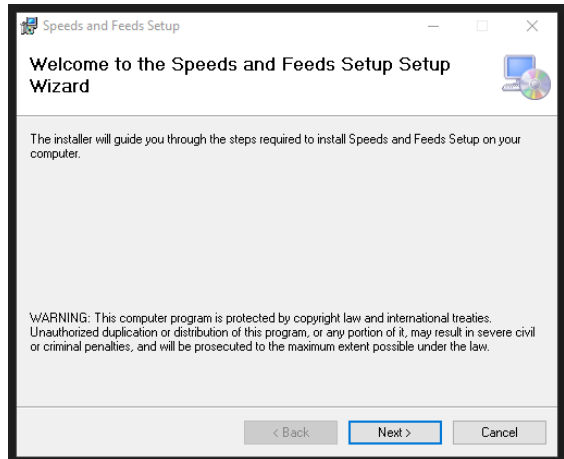 Speeds and Feeds Setup
Welcome to the Speeds and Feeds Setup Setup
Wizard
The installer will guide you through the steps required to install Speeds and Feeds Setup on your
computer.
WARNING: This computer program is protected by copyright law and international treaties.
Unauthorized duplication or distribution of this program, or any portion of it, may result in severe civil
or criminal penalties, and will be prosecuted to the maximum extent possible under the law.
< Back Next > Cancel